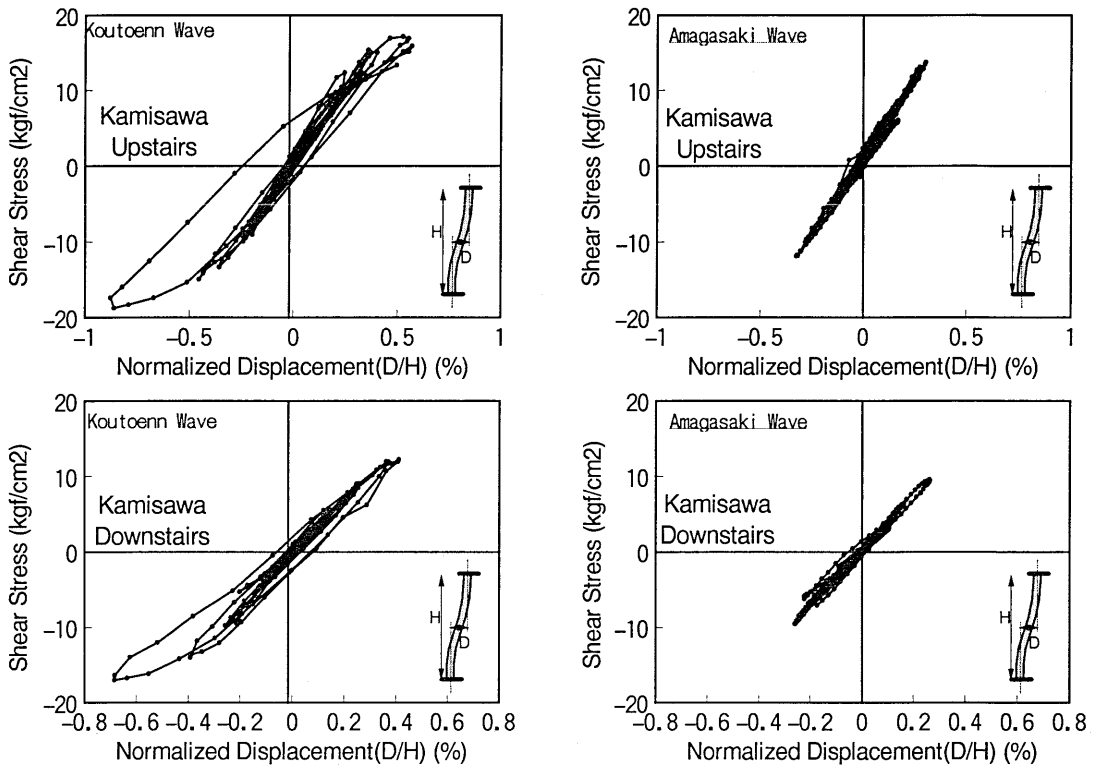 20
Koutoenn Wave
10
Kamisawa
Upstairs
0
Shear Stress (kgf/cm2)
H
D
-10
-20
-1
-0.5
0
0.5
1
Normalized Displacement(D/H) (%)
20
Amagasaki Wave
10
Kamisawa
Upstairs
0
Shear Stress (kgf/cm2)
H
D
-10
-20
-1
-0.5
0
0.5
1
Normalized Displacement(D/H) (%)
20
Koutoenn Wave
10
Kamisawa
Downstairs
0
Shear Stress (kgf/cm2)
H
D
-10
-20
-0.8 -0.6 -0.4 -0.2 0 0.2 0.4 0.6 0.8
Normalized Displacement(D/H) (%)
20
Amagasaki Wave
10
Kamisawa
Downstairs
0
Shear Stress (kgf/cm2)
H
D
-10
-20
-0.8 -0.6 -0.4 -0.2 0 0.2 0.4 0.6 0.8
Normalized Displacement(D/H) (%)